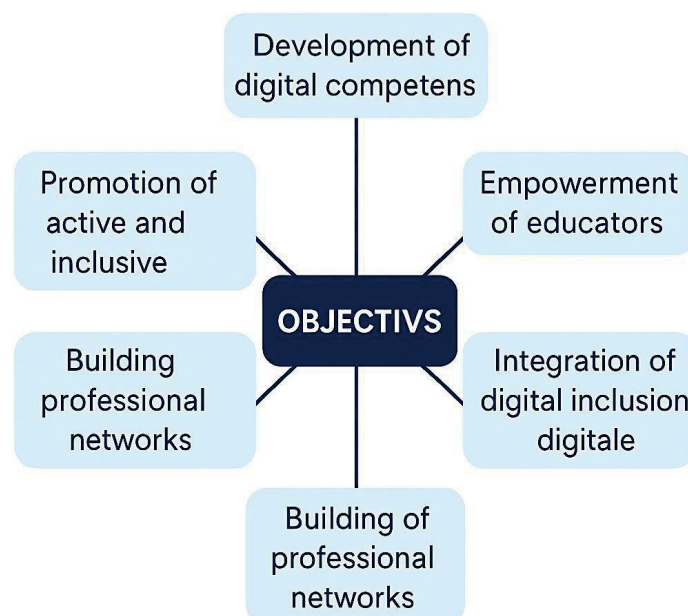 Development of
digital competens
Promotion of
active and
inclusive
Empowerment
of educators
OBJECTIVS
Building
professional
networks
Integration of
digital inclusion
digitale
Building of
professional
networks